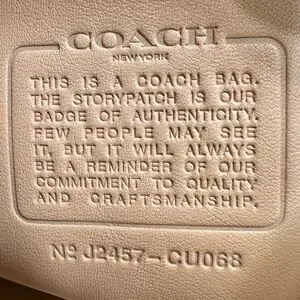 COACH
NEW YORK
THIS IS A COACH BAG.
THE STORYPATCH IS OUR
BADGE OF AUTHENTICITY.
FEW PEOPLE MAY SEE
IT, BUT IT WILL ALWAYS
BE A REMINDER OF OUR
COMMITMENT TO QUALITY
AND CRAFTSMANSHIP.
Nº J2457-CU068